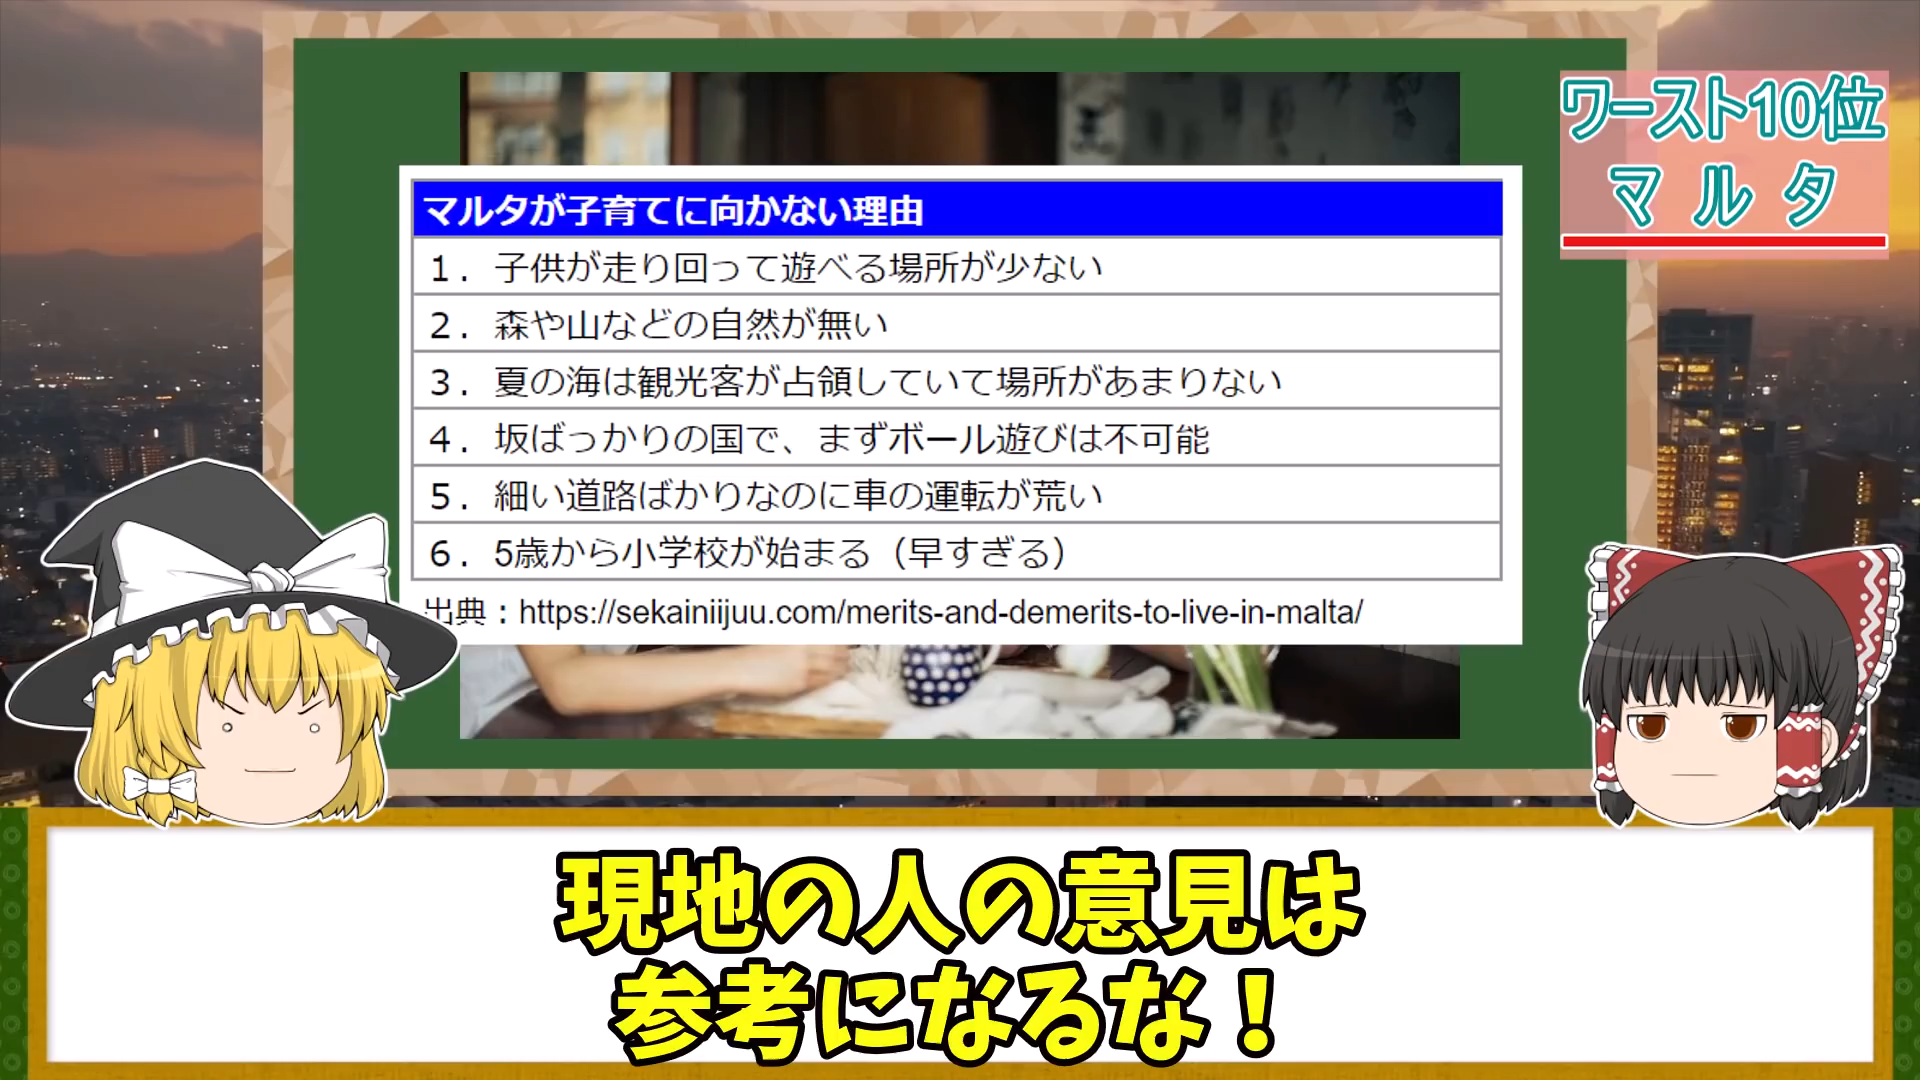 ワースト10位
マルタ
マルタが子育てに向かない理由
1．子供が走り回って遊べる場所が少ない
2．森や山などの自然が無い
3．夏の海は観光客が占領していて場所があまりない
4．坂ばっかりの国で、まずボール遊びは不可能
5．細い道路ばかりなのに車の運転が荒い
6．5歳から小学校が始まる（早すぎる）
出典：https://sekainiijuu.com/merits-and-demerits-to-live-in-malta/
現地の人の意見は
参考になるな！